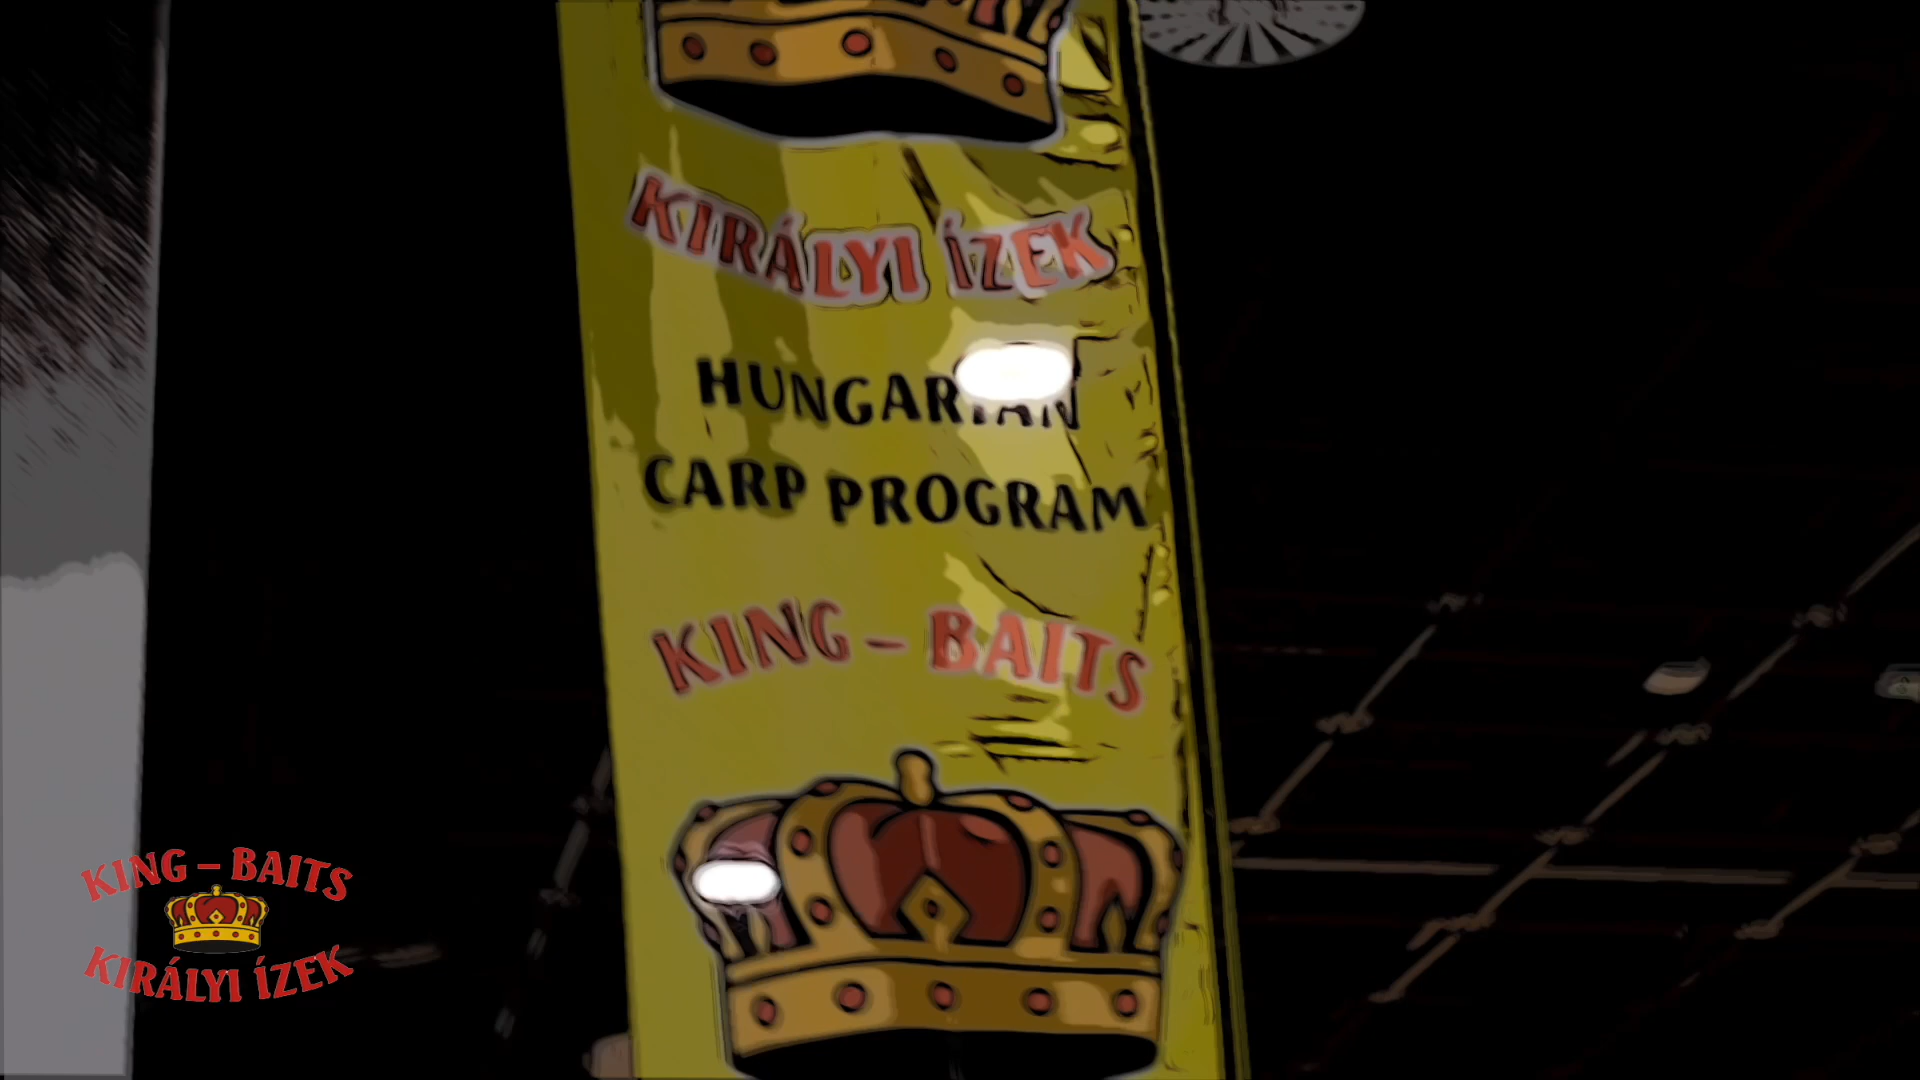 KIRÁLYI ÍZEK
HUNGARIAN
CARP PROGRAM
KING – BAITS
KING – BAITS
KIRÁLYI ÍZEK